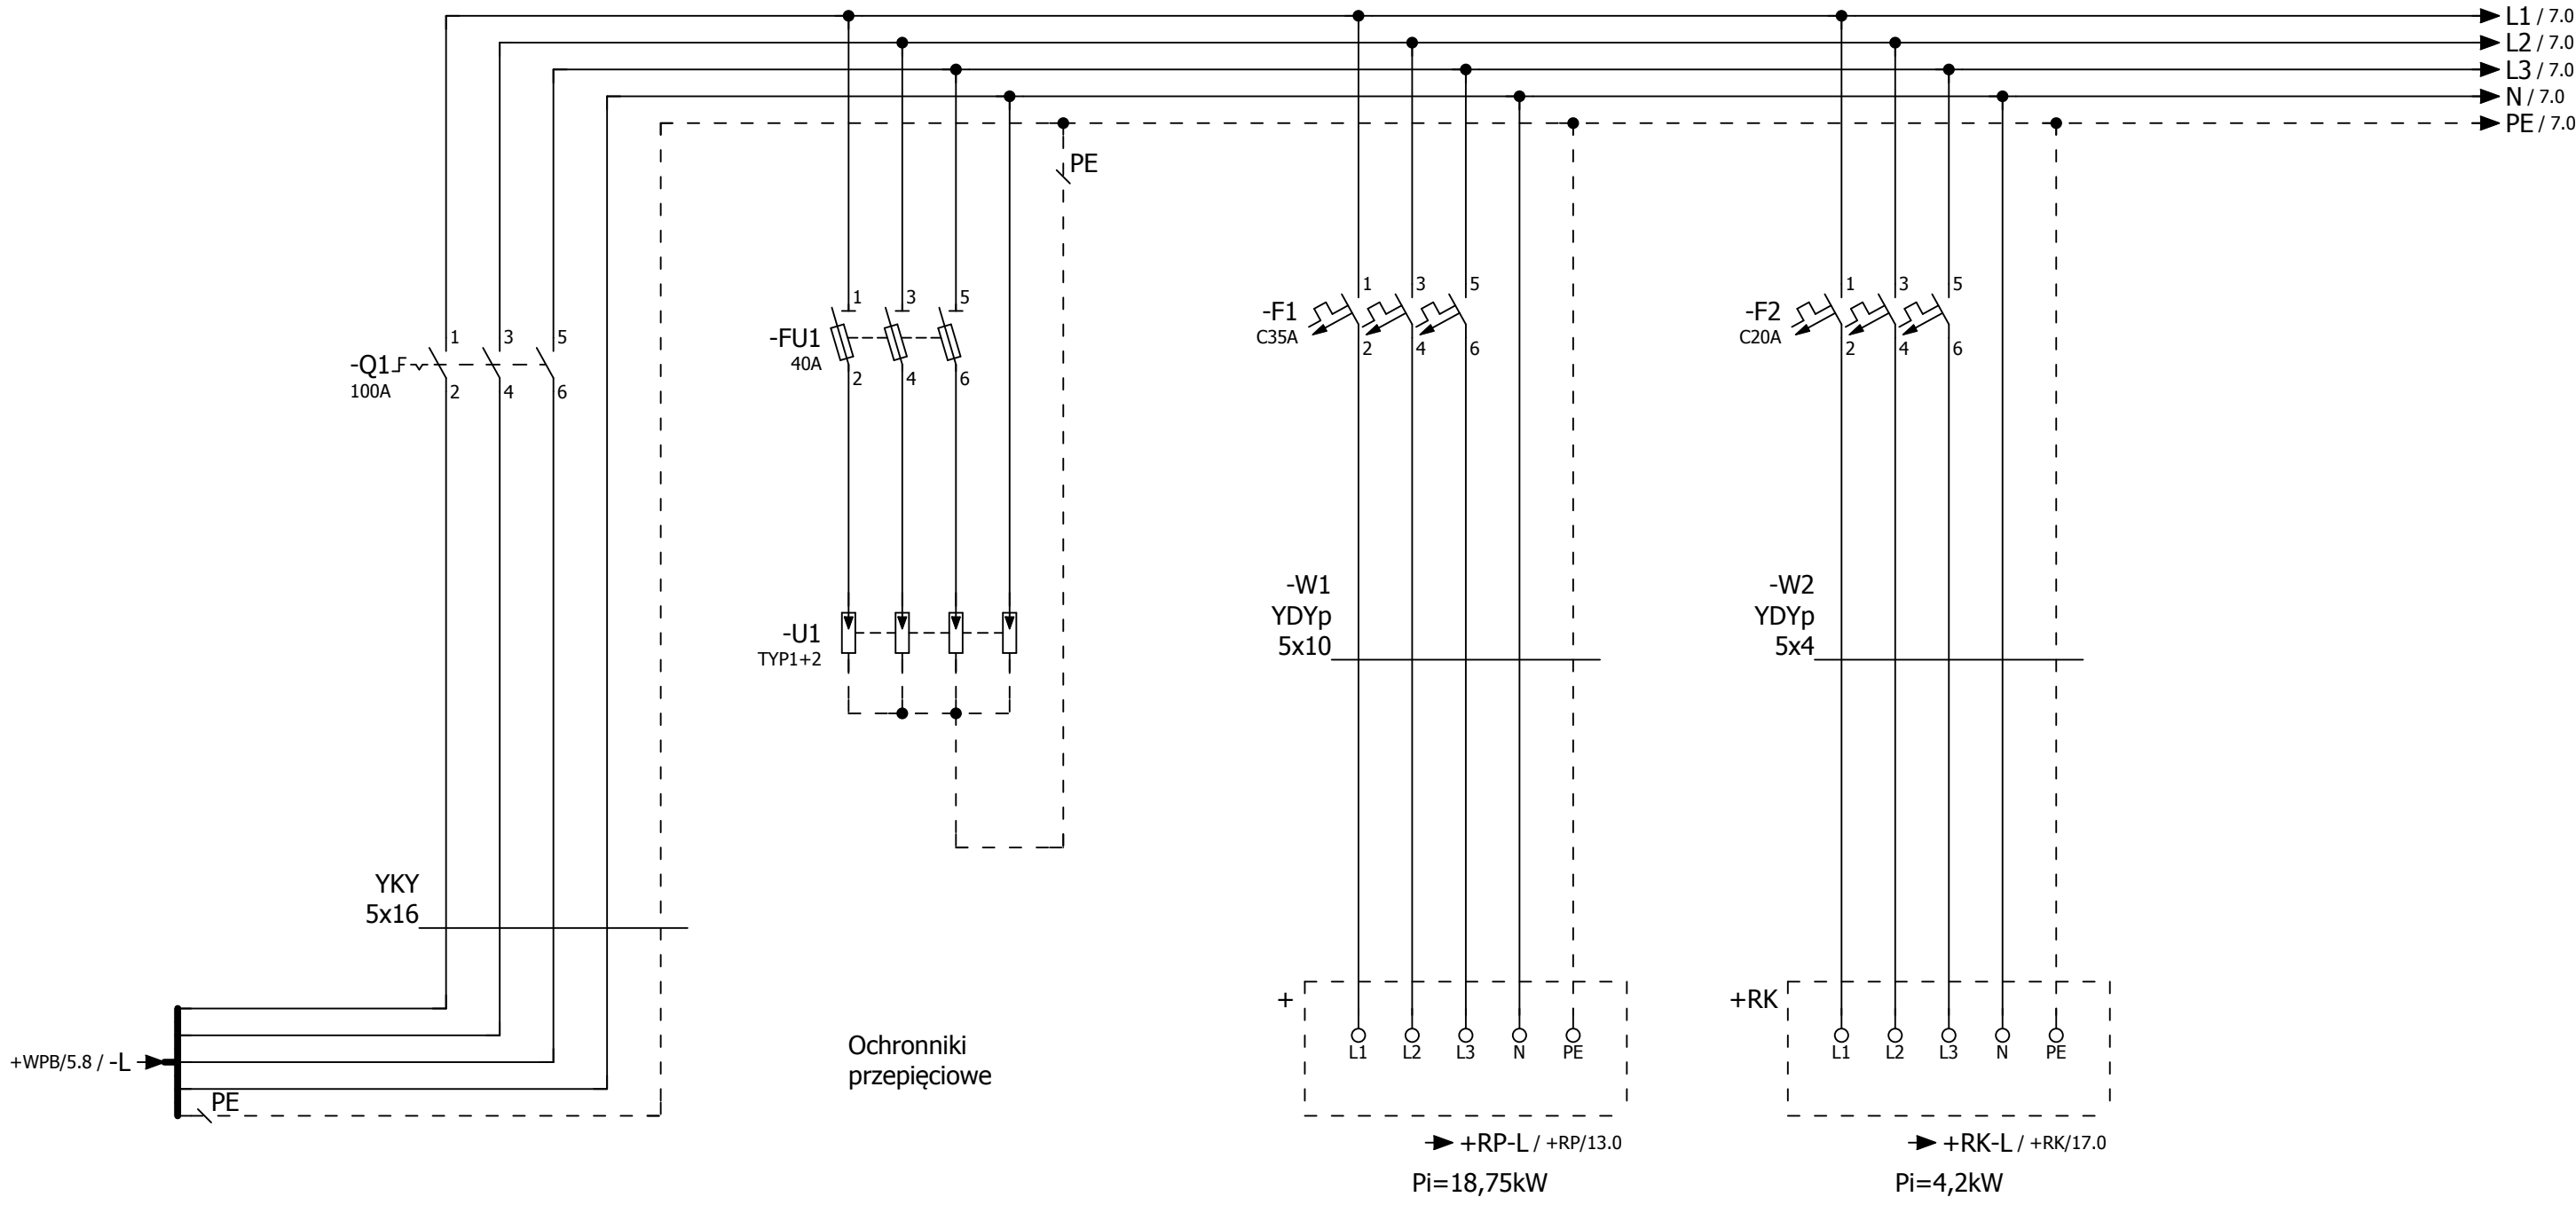 L1 / 7.0
L2 / 7.0
L3 / 7.0
N / 7.0
PE / 7.0
PE
-Q1
100A
1
3
5
2
4
6
-FU1
40A
1
3
5
2
4
6
-F1
C35A
1
3
5
2
4
6
-F2
C20A
1
3
5
2
4
6
-U1
TYP1+2
-W1
YDYp
5x10
-W2
YDYp
5x4
YKY
5x16
+WPB/5.8 / -L
PE
Ochronniki
przepięciowe
+
L1 L2 L3 N PE
+RP-L / +RP/13.0
Pi=18,75kW
+RK
L1 L2 L3 N PE
+RK-L / +RK/17.0
Pi=4,2kW